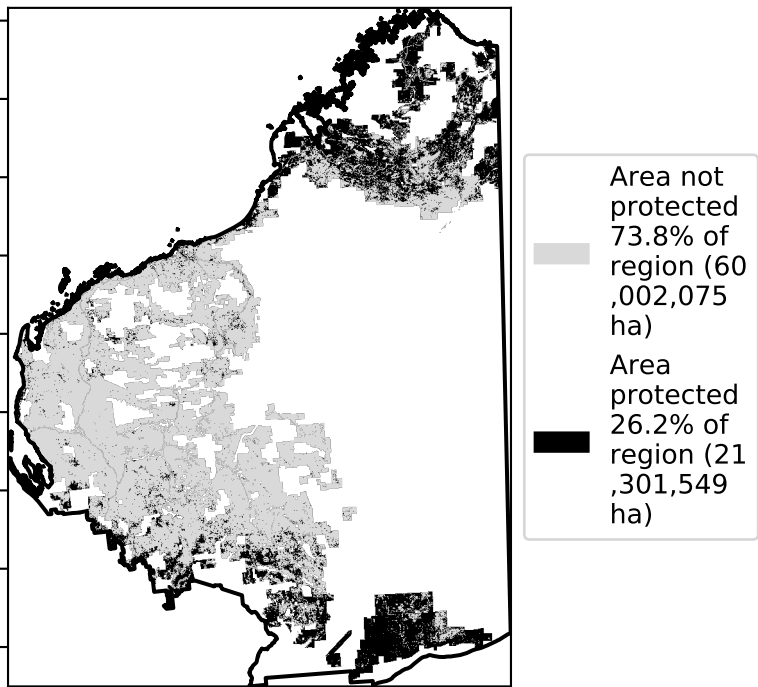 Area not
protected
73.8% of
region (60
,002,075
ha)
Area
protected
26.2% of
region (21
,301,549
ha)